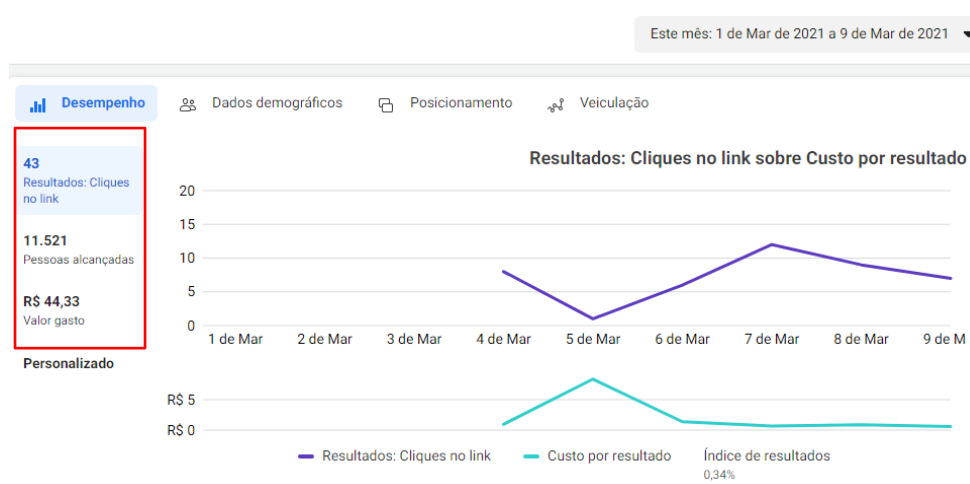 Este mês: 1 de Mar de 2021 a 9 de Mar de 2021
Desempenho
Dados demográficos
Posicionamento
Veiculação
43
Resultados: Cliques
no link
11.521
Pessoas alcançadas
R$ 44,33
Valor gasto
Personalizado
Resultados: Cliques no link sobre Custo por resultado
20
15
10
5
0
1 de Mar
2 de Mar
3 de Mar
4 de Mar
5 de Mar
6 de Mar
7 de Mar
8 de Mar
9 de M
R$ 5
R$ 0
Resultados: Cliques no link
Custo por resultado
Índice de resultados
0,34%